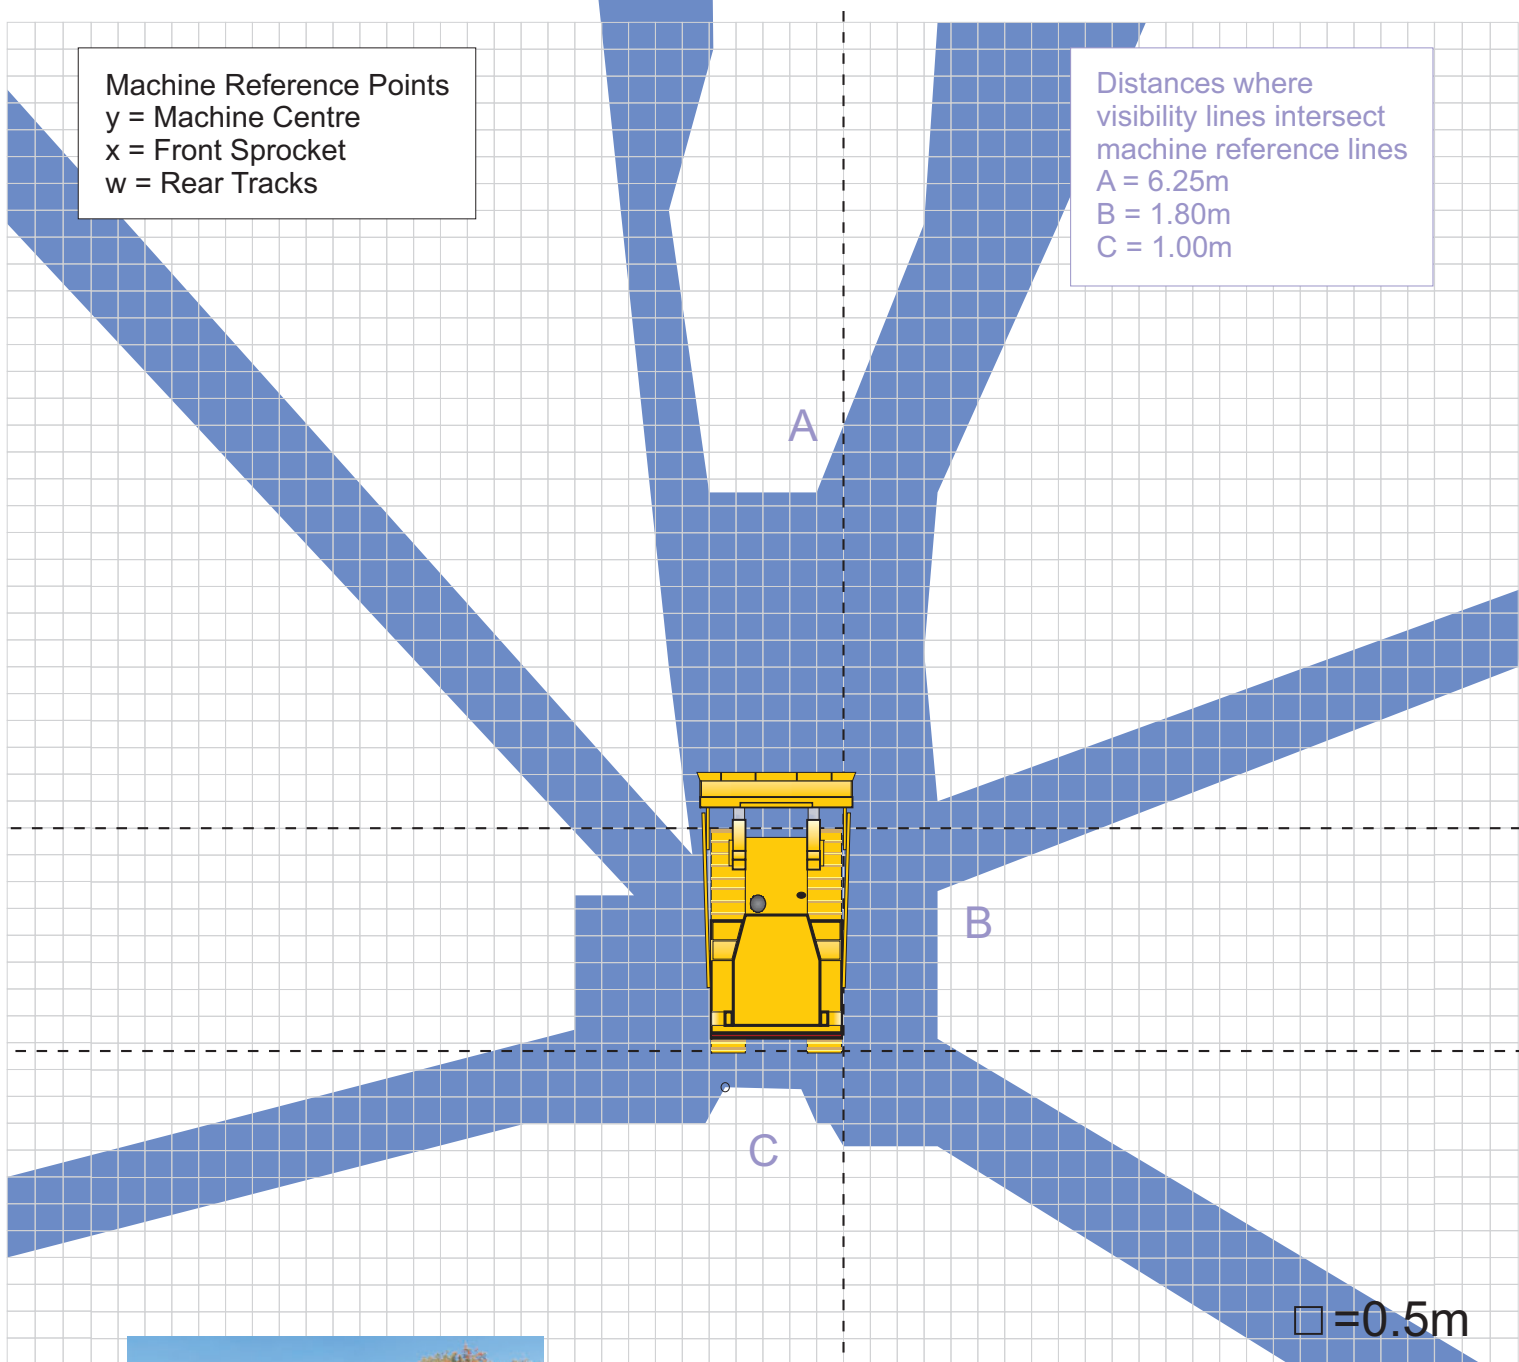 Machine Reference Points
y = Machine Centre
x = Front Sprocket
w = Rear Tracks
Distances where
visibility lines intersect
machine reference lines
A = 6.25m
B = 1.80m
C = 1.00m
A
B
C
=0.5m